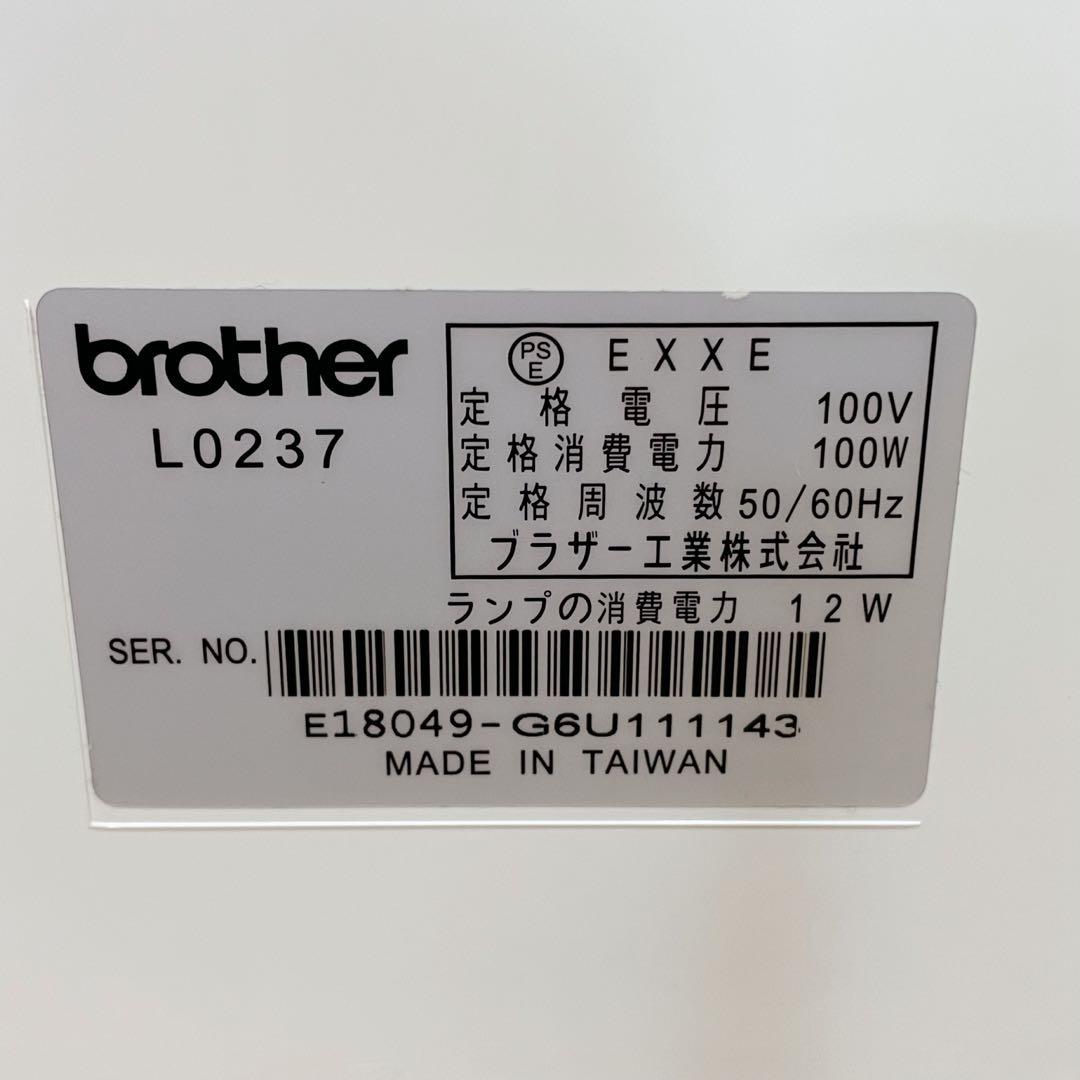 brother
L0237
PS
E
EXXE
定格電圧 100V
定格消費電力 100W
定格周波数 50/60Hz
ブラザー工業株式会社
ランプの消費電力 12W
SER. NO.
E18049-G6U111143
MADE IN TAIWAN